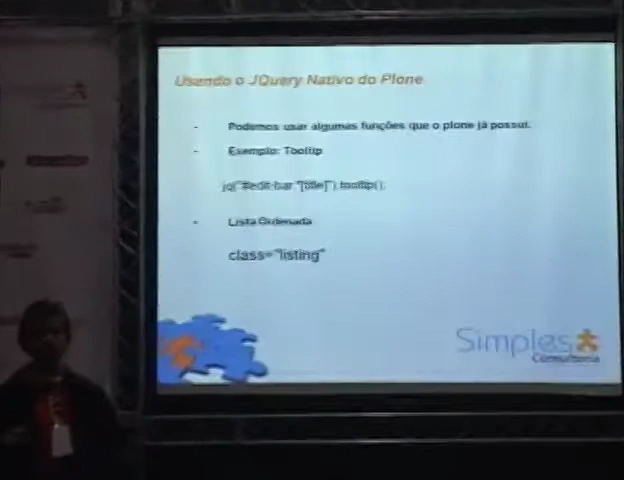 Usando o JQuery Nativo do Plone
- Podemos usar algumas funções que o plone já possui.
- Exemplo: Tooltip
jq("#edit-bar *[title]").tooltip();
- Lista Ordenada
class="listing"
Simples
Consultoria